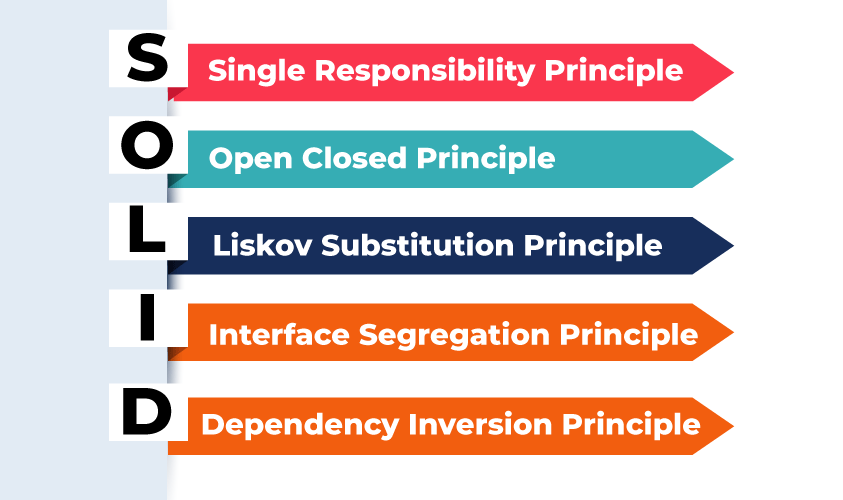 S Single Responsibility Principle
O Open Closed Principle
L Liskov Substitution Principle
I Interface Segregation Principle
D Dependency Inversion Principle